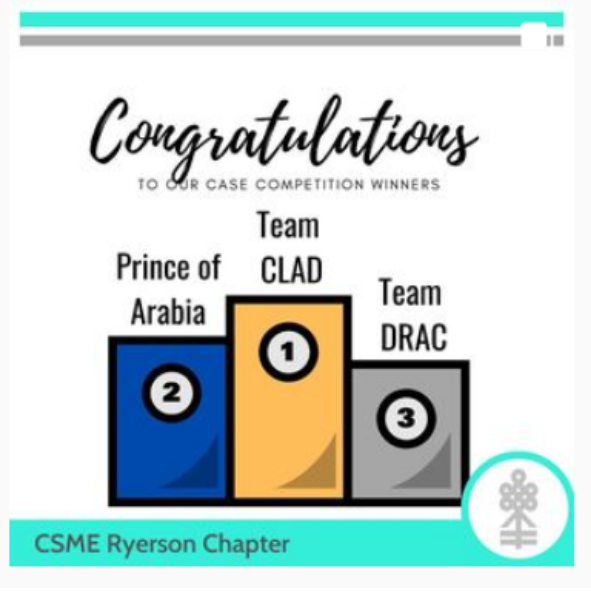 Congratulations
TO OUR CASE COMPETITION WINNERS
Team
CLAD
Prince of
Arabia
Team
DRAC
1
2
3
CSME Ryerson Chapter